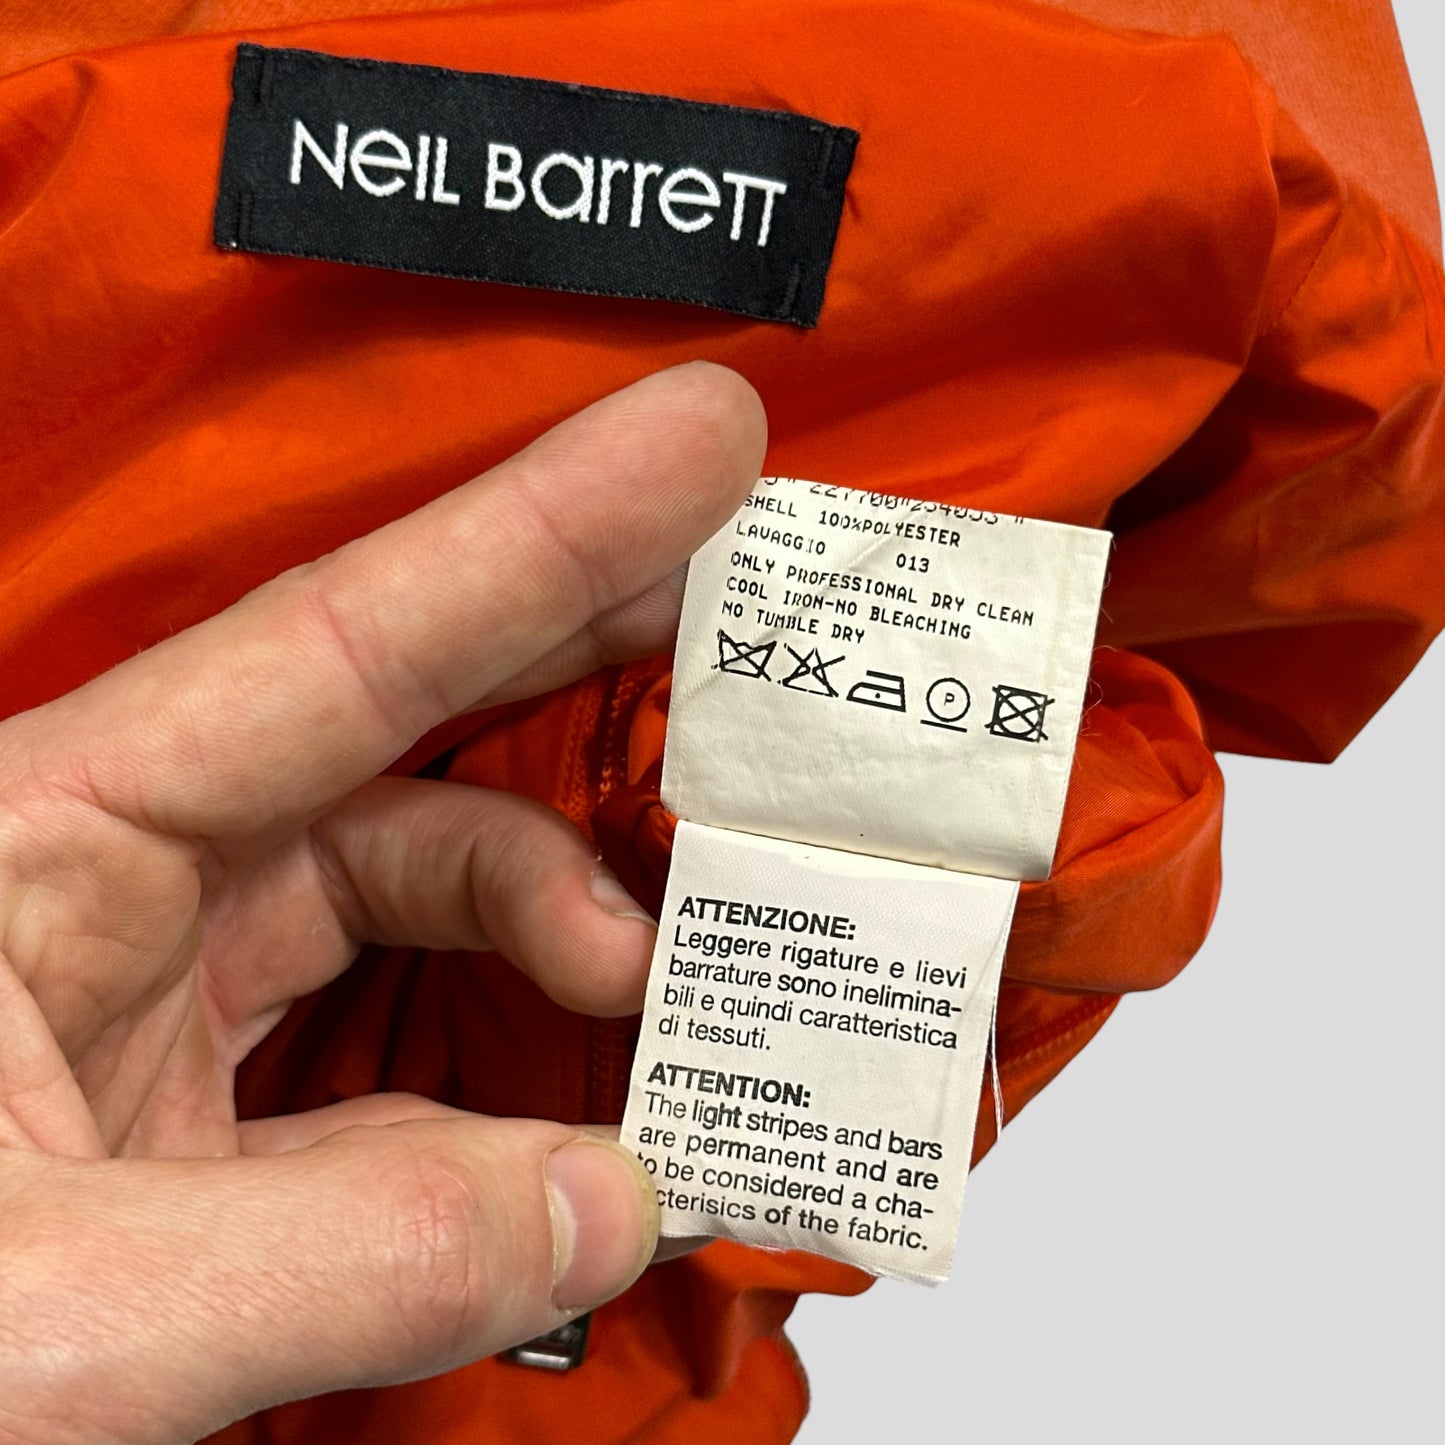 Neil Barrett
SHELL 100%POLYESTER
LAVAGGIO 013
ONLY PROFESSIONAL DRY CLEAN
COOL IRON-NO BLEACHING
NO TUMBLE DRY
P
ATTENZIONE:
Leggere rigature e lievi
barrature sono inelimina-
bili e quindi caratteristica
di tessuti.
ATTENTION:
The light stripes and bars
are permanent and are
to be considered a cha-
cterisics of the fabric.